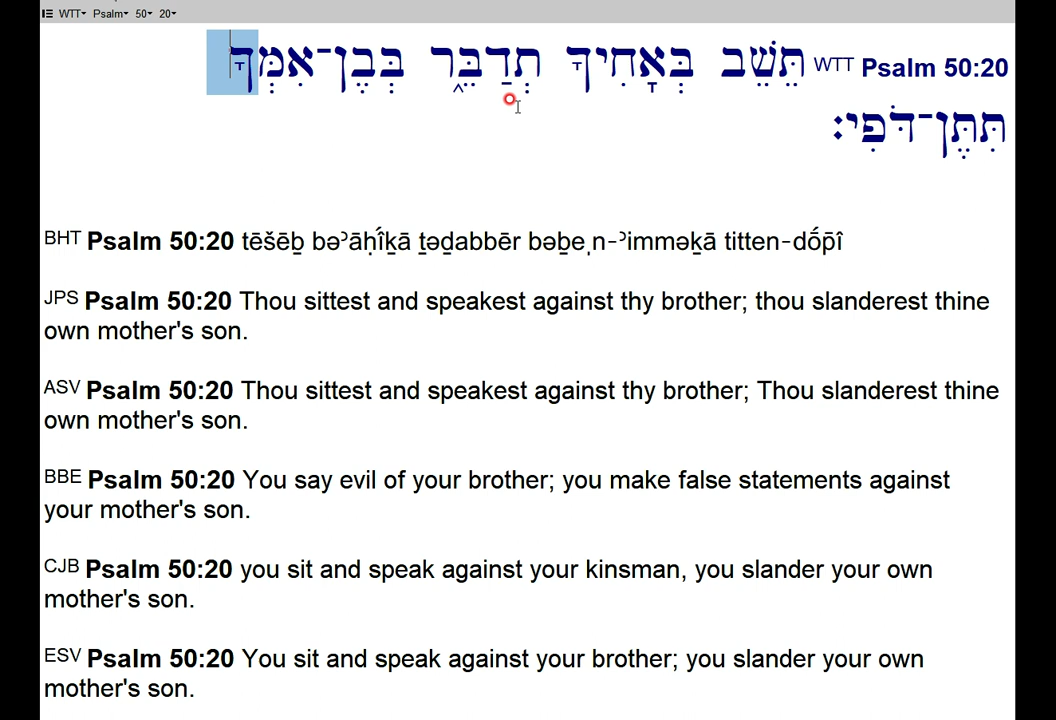 WTT▾ Psalm▾ 50▾ 20▾
WTT Psalm 50:20 תֵּ֭שֵׁב בְּאָחִ֣יךָ תְדַבֵּ֑ר בְּבֶֽן־אִ֝מְּךָ֗
תִּתֶּן־דֹּֽפִי׃
BHT Psalm 50:20 tēšēḇ bəʾāḥíḵā ṯəḏabbēr bəḇeˌn-ʾimməḵā titten-dṓp̄î
JPS Psalm 50:20 Thou sittest and speakest against thy brother; thou slanderest thine
own mother's son.
ASV Psalm 50:20 Thou sittest and speakest against thy brother; Thou slanderest thine
own mother's son.
BBE Psalm 50:20 You say evil of your brother; you make false statements against
your mother's son.
CJB Psalm 50:20 you sit and speak against your kinsman, you slander your own
mother's son.
ESV Psalm 50:20 You sit and speak against your brother; you slander your own
mother's son.